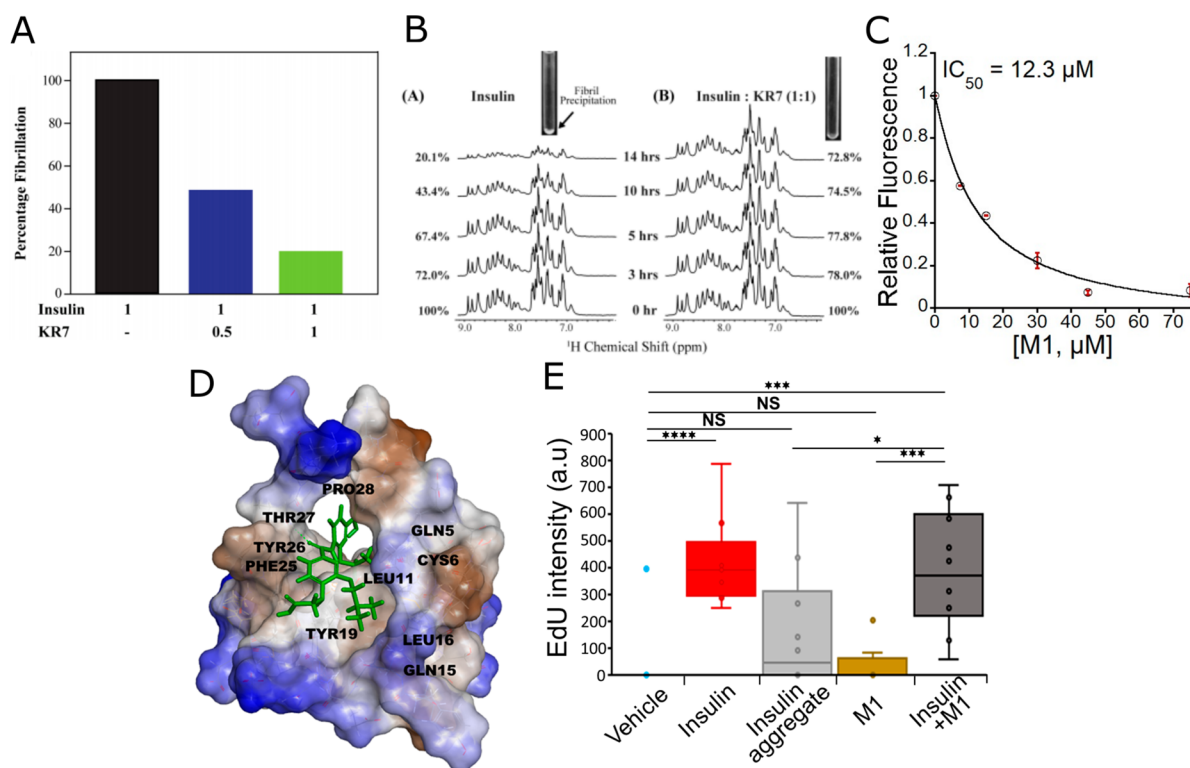 A
Percentage Fibrillation
100
80
60
40
20
0
Insulin 1 1 1
KR7 - 0.5 1
B
(A) Insulin
Fibril
Precipitation
(B) Insulin : KR7 (1:1)
20.1% 14 hrs 72.8%
43.4% 10 hrs 74.5%
67.4% 5 hrs 77.8%
72.0% 3 hrs 78.0%
100% 0 hr 100%
9.0 8.0 7.0 9.0 8.0 7.0
¹H Chemical Shift (ppm)
C
IC50 = 12.3 µM
Relative Fluorescence
1.2
1
0.8
0.6
0.4
0.2
0
0 10 20 30 40 50 60 70
[M1, µM]
D
PRO28
THR27
GLN5
TYR26
CYS6
PHE25
LEU11
TYR19
LEU16
GLN15
E
***
NS
NS
*
****
***
EdU intensity (a.u)
900
800
700
600
500
400
300
200
100
0
Vehicle
Insulin
Insulin
aggregate
M1
Insulin
+M1